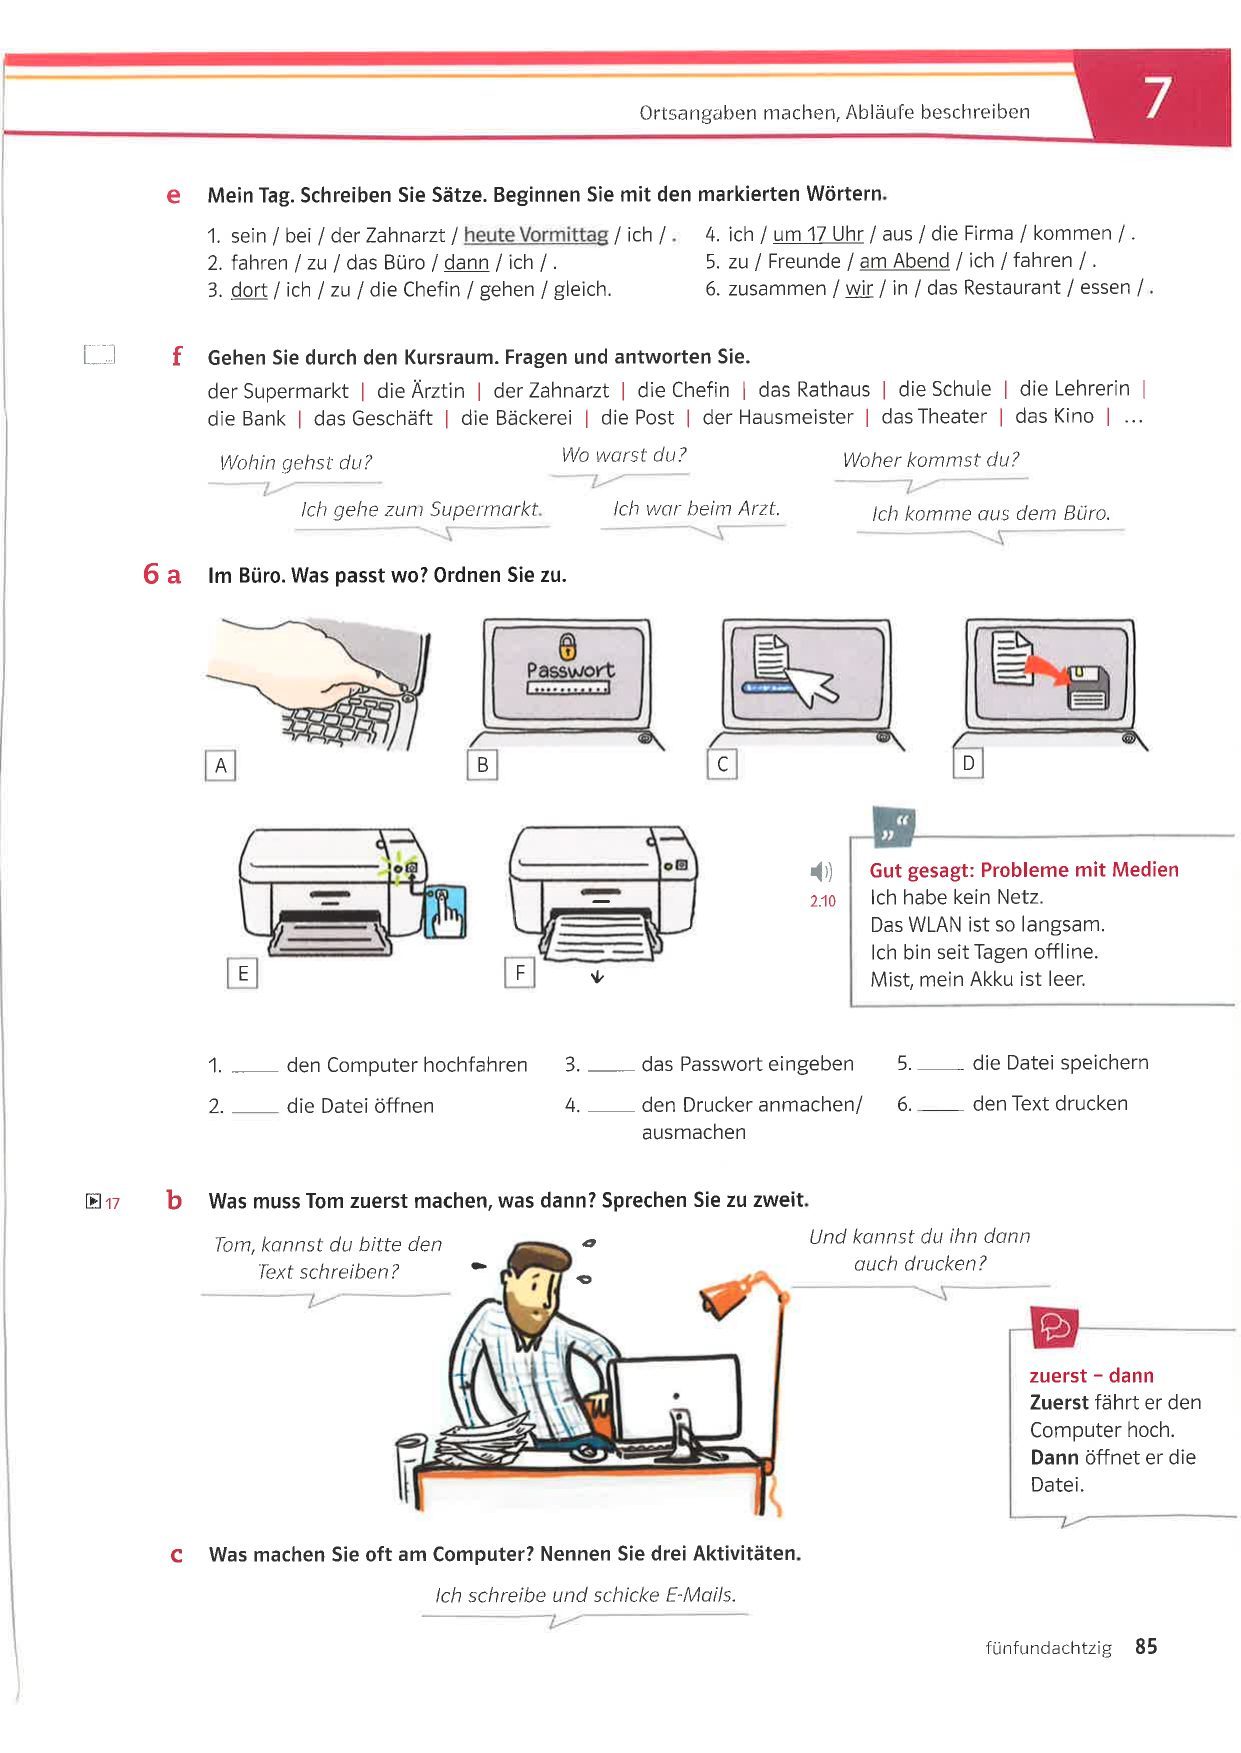 Ortsangaben machen, Abläufe beschreiben
7
e Mein Tag. Schreiben Sie Sätze. Beginnen Sie mit den markierten Wörtern.
1. sein / bei / der Zahnarzt / heute Vormittag / ich / .
2. fahren / zu / das Büro / dann / ich / .
3. dort / ich / zu / die Chefin / gehen / gleich.
4. ich / um 17 Uhr / aus / die Firma / kommen / .
5. zu / Freunde / am Abend / ich / fahren / .
6. zusammen / wir / in / das Restaurant / essen / .
f Gehen Sie durch den Kursraum. Fragen und antworten Sie.
der Supermarkt | die Ärztin | der Zahnarzt | die Chefin | das Rathaus | die Schule | die Lehrerin |
die Bank | das Geschäft | die Bäckerei | die Post | der Hausmeister | das Theater | das Kino | ...
Wohin gehst du?
Wo warst du?
Woher kommst du?
Ich gehe zum Supermarkt.
Ich war beim Arzt.
Ich komme aus dem Büro.
6 a Im Büro. Was passt wo? Ordnen Sie zu.
Passwort
A
B
C
D
E
F
„ “
2.10
Gut gesagt: Probleme mit Medien
Ich habe kein Netz.
Das WLAN ist so langsam.
Ich bin seit Tagen offline.
Mist, mein Akku ist leer.
1. ____ den Computer hochfahren
2. ____ die Datei öffnen
3. ____ das Passwort eingeben
4. ____ den Drucker anmachen/
ausmachen
5. ____ die Datei speichern
6. ____ den Text drucken
17
b Was muss Tom zuerst machen, was dann? Sprechen Sie zu zweit.
Tom, kannst du bitte den
Text schreiben?
Und kannst du ihn dann
auch drucken?
zuerst – dann
Zuerst fährt er den
Computer hoch.
Dann öffnet er die
Datei.
c Was machen Sie oft am Computer? Nennen Sie drei Aktivitäten.
Ich schreibe und schicke E-Mails.
fünfundachtzig 85